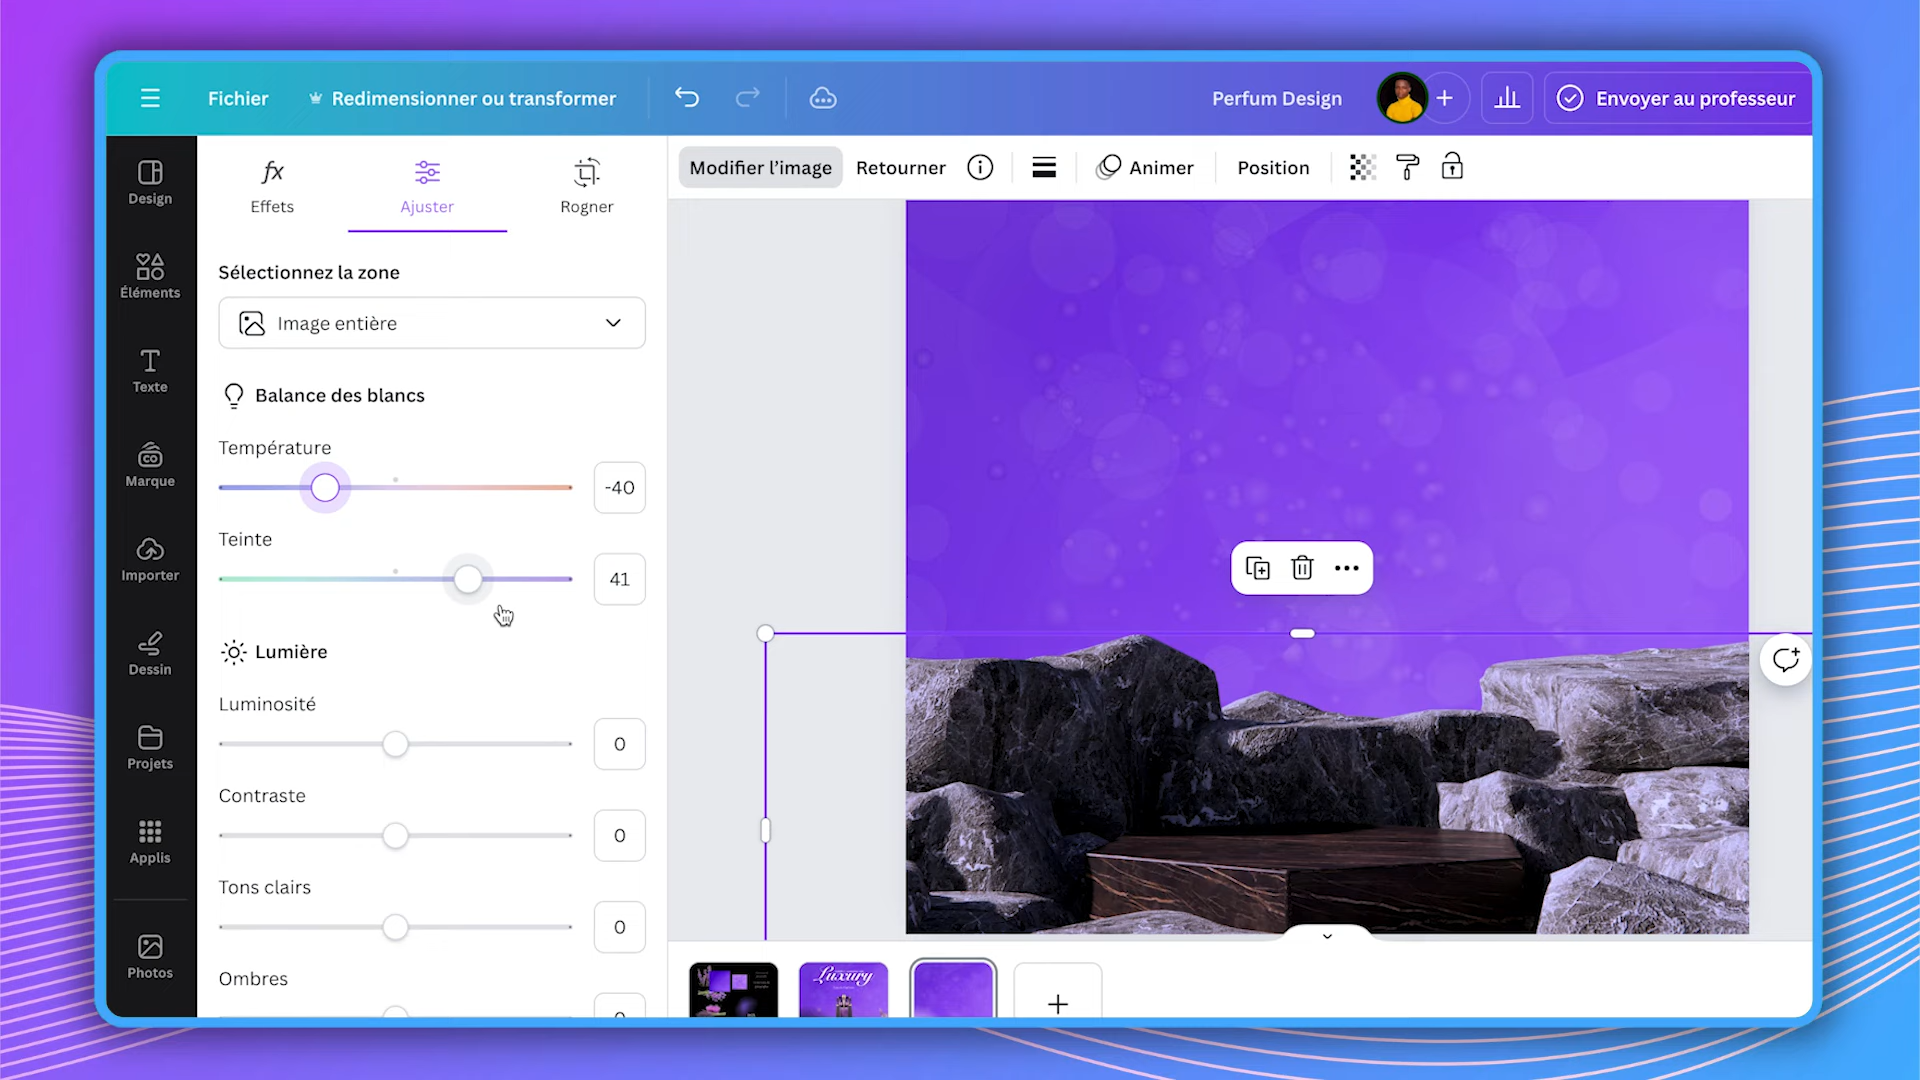 Fichier
Redimensionner ou transformer
Perfum Design
Envoyer au professeur
Design
Éléments
Texte
Marque
Importer
Dessin
Projets
Applis
Photos
fx
Effets
Ajuster
Rogner
Sélectionnez la zone
Image entière
Balance des blancs
Température
-40
Teinte
41
Lumière
Luminosité
0
Contraste
0
Tons clairs
0
Ombres
0
Modifier l’image
Retourner
Animer
Position
Luxury